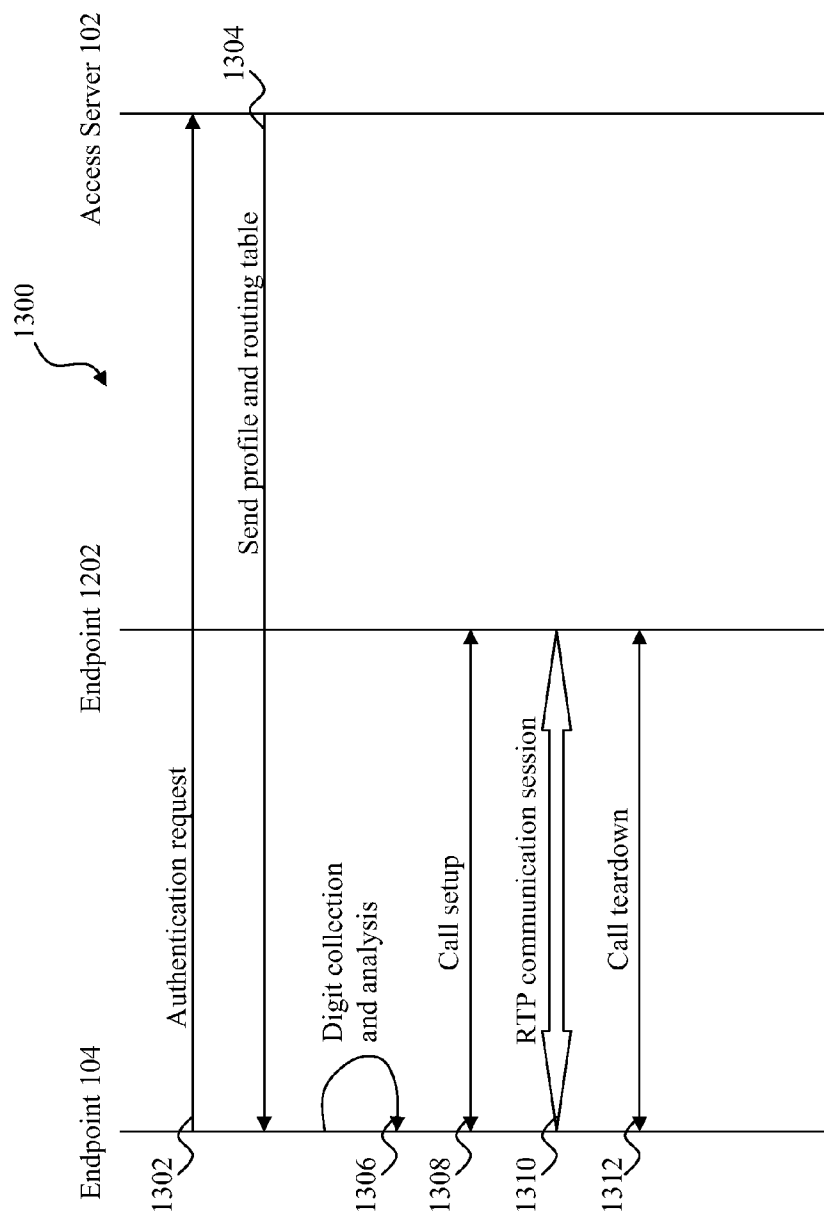 1300
Endpoint 104
Endpoint 1202
Access Server 102
1302
Authentication request
1304
Send profile and routing table
Digit collection
and analysis
1306
Call setup
1308
RTP communication session
1310
Call teardown
1312